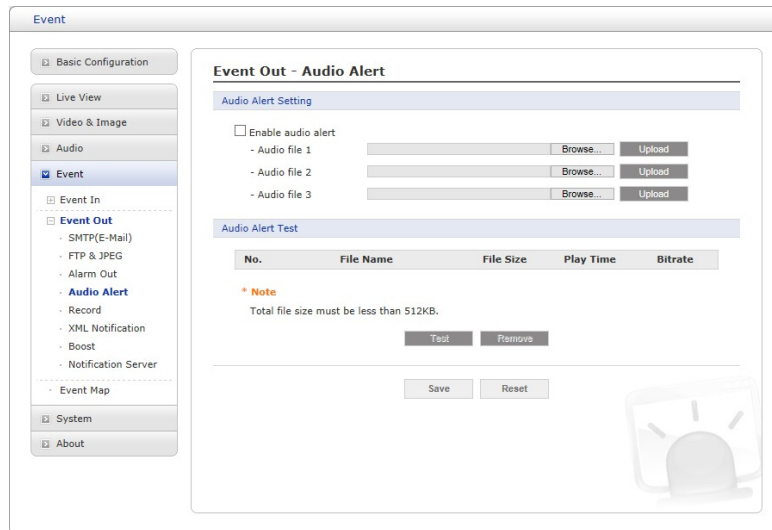 Event
Basic Configuration
Live View
Video & Image
Audio
Event
Event In
Event Out
SMTP(E-Mail)
FTP & JPEG
Alarm Out
Audio Alert
Record
XML Notification
Boost
Notification Server
Event Map
System
About
Event Out - Audio Alert
Audio Alert Setting
Enable audio alert
- Audio file 1 Browse... Upload
- Audio file 2 Browse... Upload
- Audio file 3 Browse... Upload
Audio Alert Test
No. File Name File Size Play Time Bitrate
* Note
Total file size must be less than 512KB.
Test Remove
Save Reset